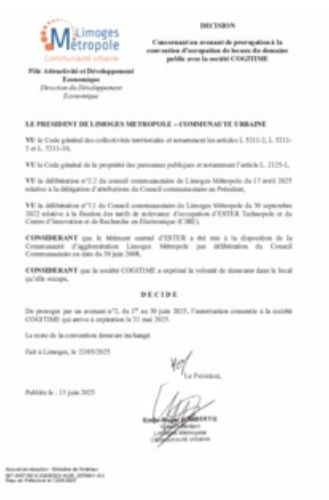 Limoges
Métropole
Communauté urbaine
Pôle Attractivité et Développement
Economique
Direction du Développement
Economique
DECISION
Concernant un avenant de prorogation à la
convention d'occupation de locaux du domaine
public avec la société COGITIME
LE PRESIDENT DE LIMOGES METROPOLE – COMMUNAUTE URBAINE
VU le Code général des collectivités territoriales et notamment les articles L. 5211-2, L. 5211-
9 et L. 5211-10,
VU le Code général de la propriété des personnes publiques et notamment l'article L. 2125-1,
VU la délibération n°2.2 du conseil communautaire de Limoges Métropole du 17 avril 2025
relative à la délégation d'attributions du Conseil communautaire au Président,
VU la délibération n°7.1 du Conseil communautaire de Limoges Métropole du 30 septembre
2022 relative à la fixation des tarifs de redevance d'occupation d'ESTER Technopole et du
Centre d'Innovation et de Recherche en Electronique (CIRE),
CONSIDERANT que le bâtiment central d'ESTER a été mis à la disposition de la
Communauté d'agglomération Limoges Métropole par délibération du Conseil
Communautaire en date du 30 juin 2008,
CONSIDERANT que la société COGITIME a exprimé la volonté de demeurer dans le local
qu'elle occupe,
D E C I D E
De proroger par un avenant n°2, du 1er au 30 juin 2025, l'autorisation consentie à la société
COGITIME qui arrive à expiration le 31 mai 2025.
Le reste de la convention demeure inchangé.
Fait à Limoges, le 22/05/2025
Le Président,
Publiée le : 13 juin 2025
Limoges Métropole
Communauté urbaine
Accusé de réception - Ministère de l'Intérieur